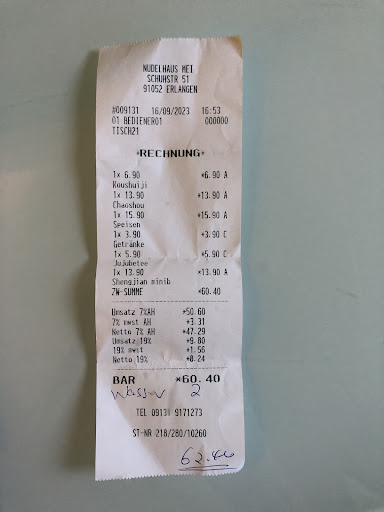 NUDELHAUS MEI
SCHUHSTR 51
91052 ERLANGEN
#009131 16/09/2023 16:53
01 BEDIENER01 000000
TISCH21
*RECHNUNG*
1x 6.90 *6.90 A
Koushuiji
1x 13.90 *13.90 A
Chaoshou
1x 15.90 *15.90 A
Speisen
1x 3.90 *3.90 C
Getränke
1x 5.90 *5.90 C
Jujubetee
1x 13.90 *13.90 A
Shengjian minib
ZW-SUMME *60.40
Umsatz 7%AH *50.60
7% mwst AH *3.31
Netto 7%AH *47.29
Umsatz 19% *9.80
19% mwst *1.56
Netto 19% *8.24
BAR *60.40
Wasser 2
TEL 09131 9171273
ST-NR 218/280/10260
62.40